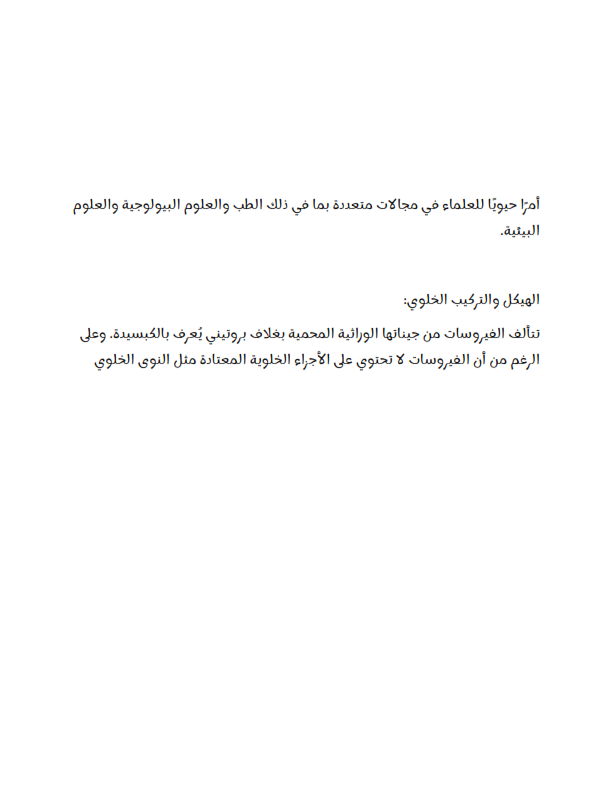 أمرًا حيويًا للعلماء في مجالات متعددة بما في ذلك الطب والعلوم البيولوجية والعلوم
البيئية.
الهيكل والتركيب الخلوي:
تتألف الفيروسات من جيناتها الوراثية المحمية بغلاف بروتيني يُعرف بالكبسيدة. وعلى
الرغم من أن الفيروسات لا تحتوي على الأجزاء الخلوية المعتادة مثل النوى الخلوي